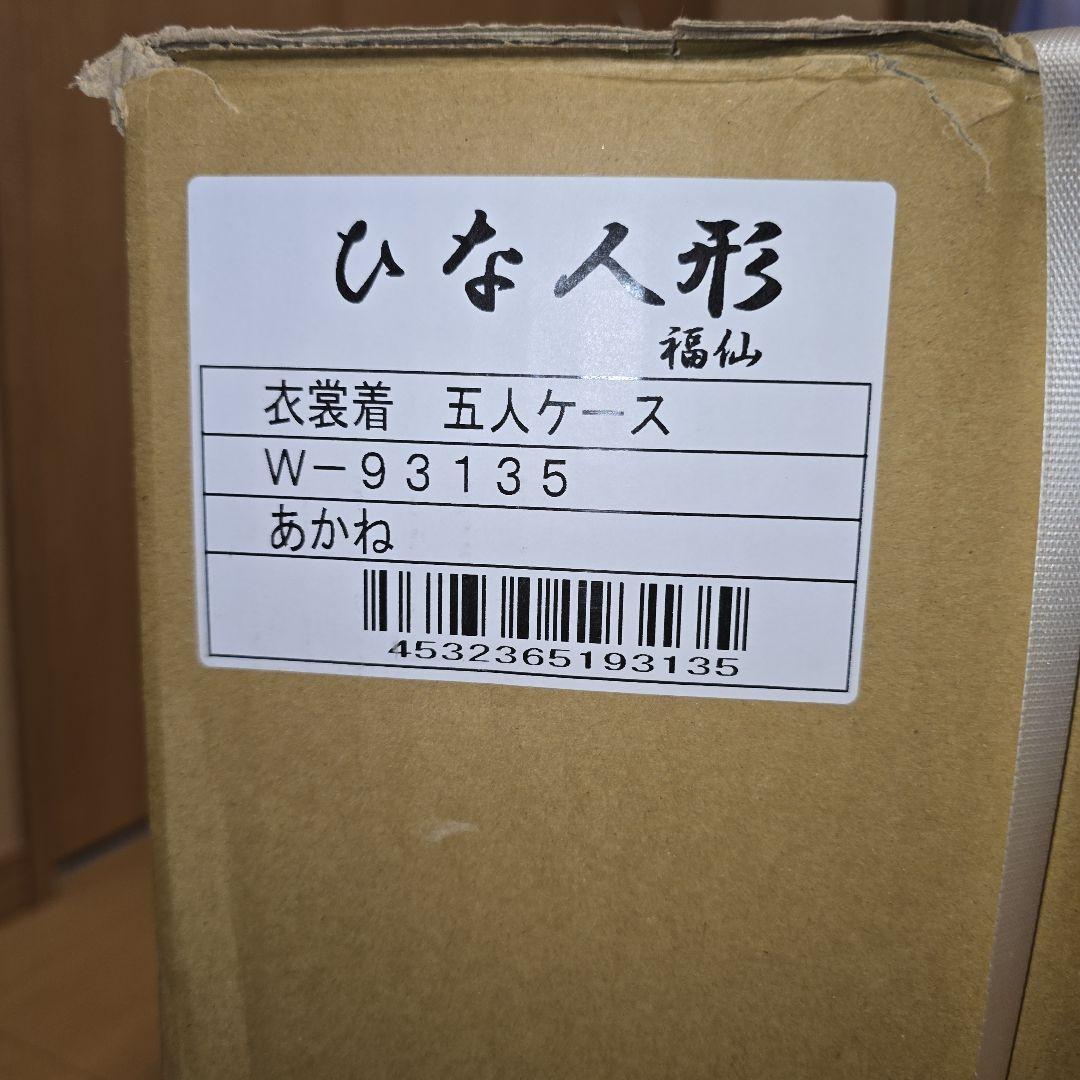 ひな人形
福仙
衣裳着　五人ケース
W－９３１３５
あかね
4532365193135